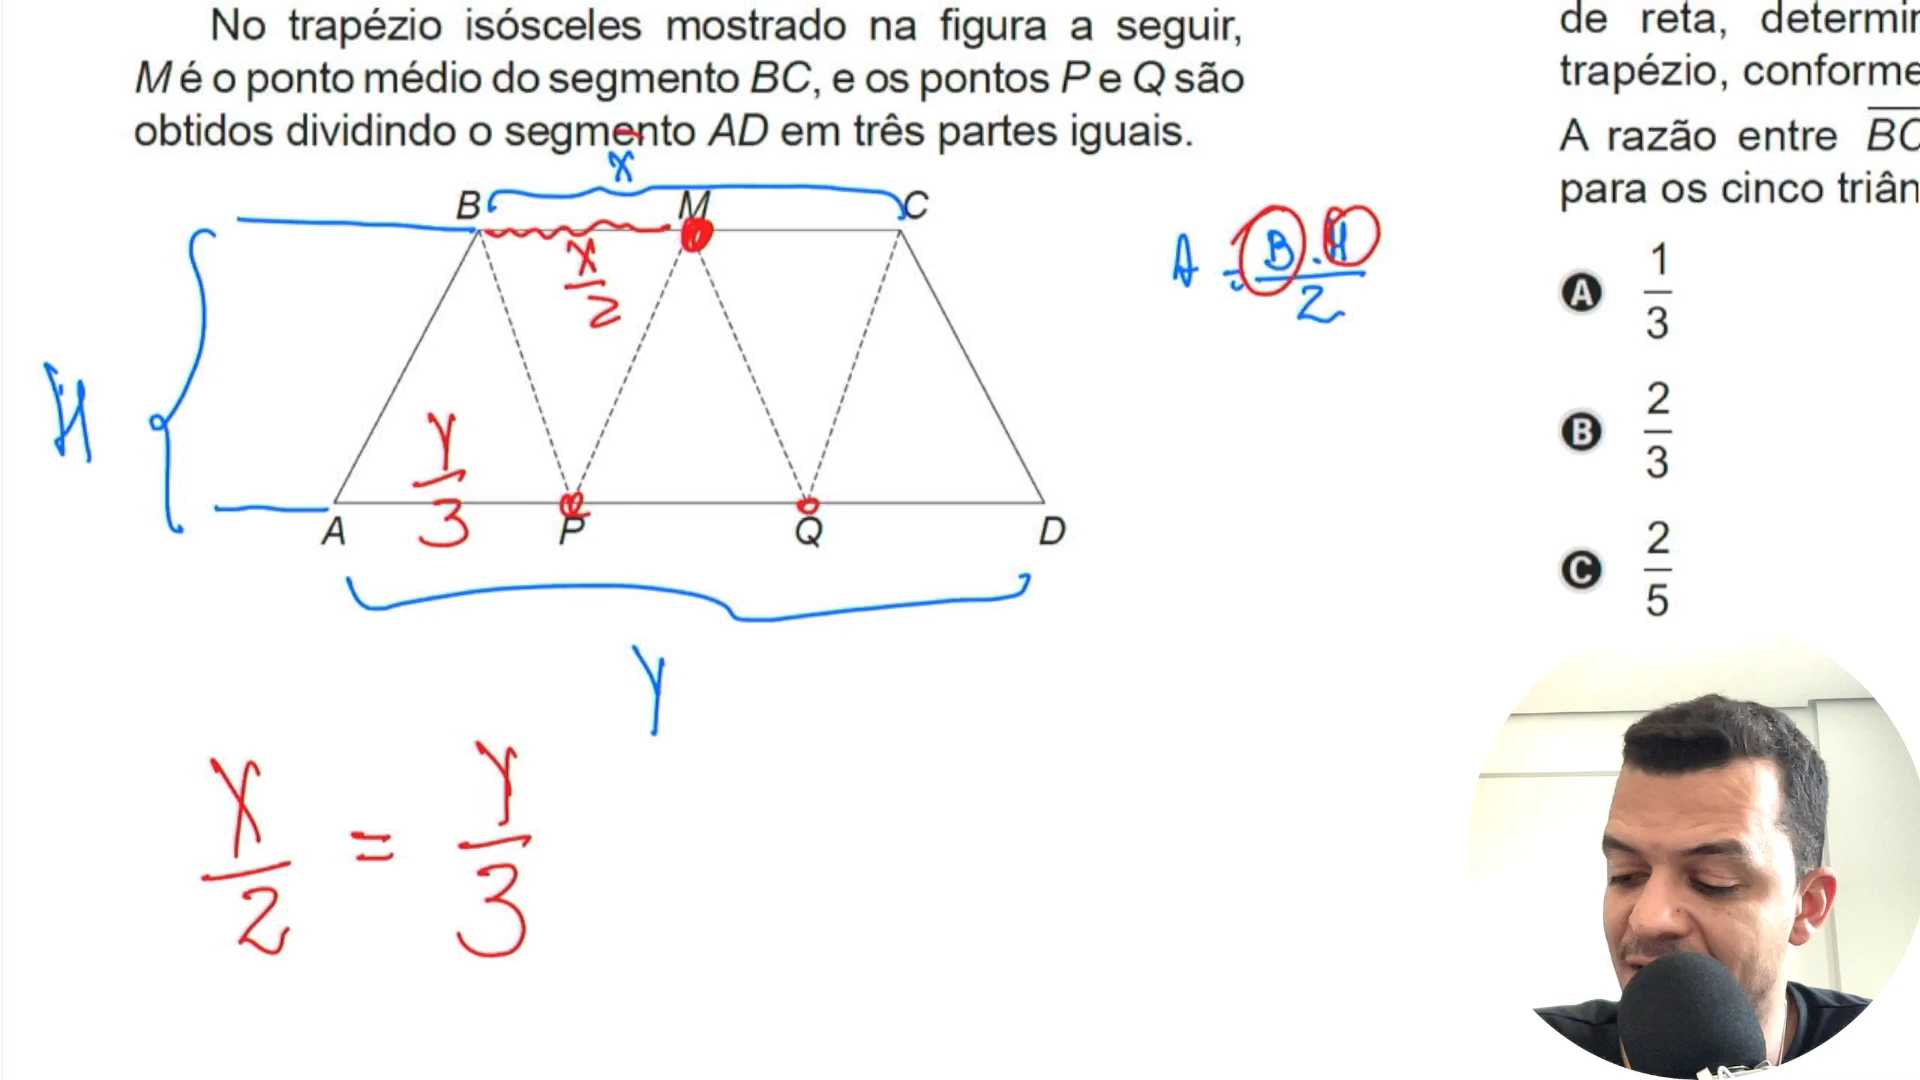 No trapézio isósceles mostrado na figura a seguir,
M é o ponto médio do segmento BC, e os pontos P e Q são
obtidos dividindo o segmento AD em três partes iguais.
x
B M C
x
2
H
Y
3
A P Q D
Y
x
2
=
Y
3
A = B . H
2
de reta,
trapézio, conforme
A razão entre BC
para os cinco
A
1
3
B
2
3
C
2
5